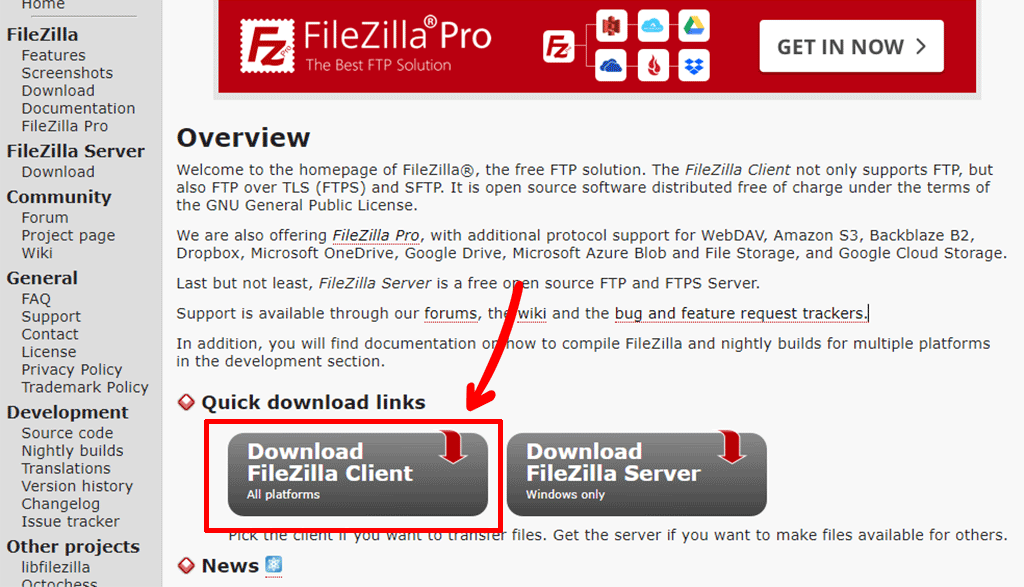 Home
FileZilla
Features
Screenshots
Download
Documentation
FileZilla Pro
FileZilla Server
Download
Community
Forum
Project page
Wiki
General
FAQ
Support
Contact
License
Privacy Policy
Trademark Policy
Development
Source code
Nightly builds
Translations
Version history
Changelog
Issue tracker
Other projects
libfilezilla
Octochess
Fz Pro
FileZilla® Pro
The Best FTP Solution
Fz
GET IN NOW
Overview
Welcome to the homepage of FileZilla®, the free FTP solution. The FileZilla Client not only supports FTP, but
also FTP over TLS (FTPS) and SFTP. It is open source software distributed free of charge under the terms of
the GNU General Public License.
We are also offering FileZilla Pro, with additional protocol support for WebDAV, Amazon S3, Backblaze B2,
Dropbox, Microsoft OneDrive, Google Drive, Microsoft Azure Blob and File Storage, and Google Cloud Storage.
Last but not least, FileZilla Server is a free open source FTP and FTPS Server.
Support is available through our forums, the wiki and the bug and feature request trackers.
In addition, you will find documentation on how to compile FileZilla and nightly builds for multiple platforms
in the development section.
Quick download links
Download
FileZilla Client
All platforms
Download
FileZilla Server
Windows only
Pick the client if you want to transfer files. Get the server if you want to make files available for others.
News